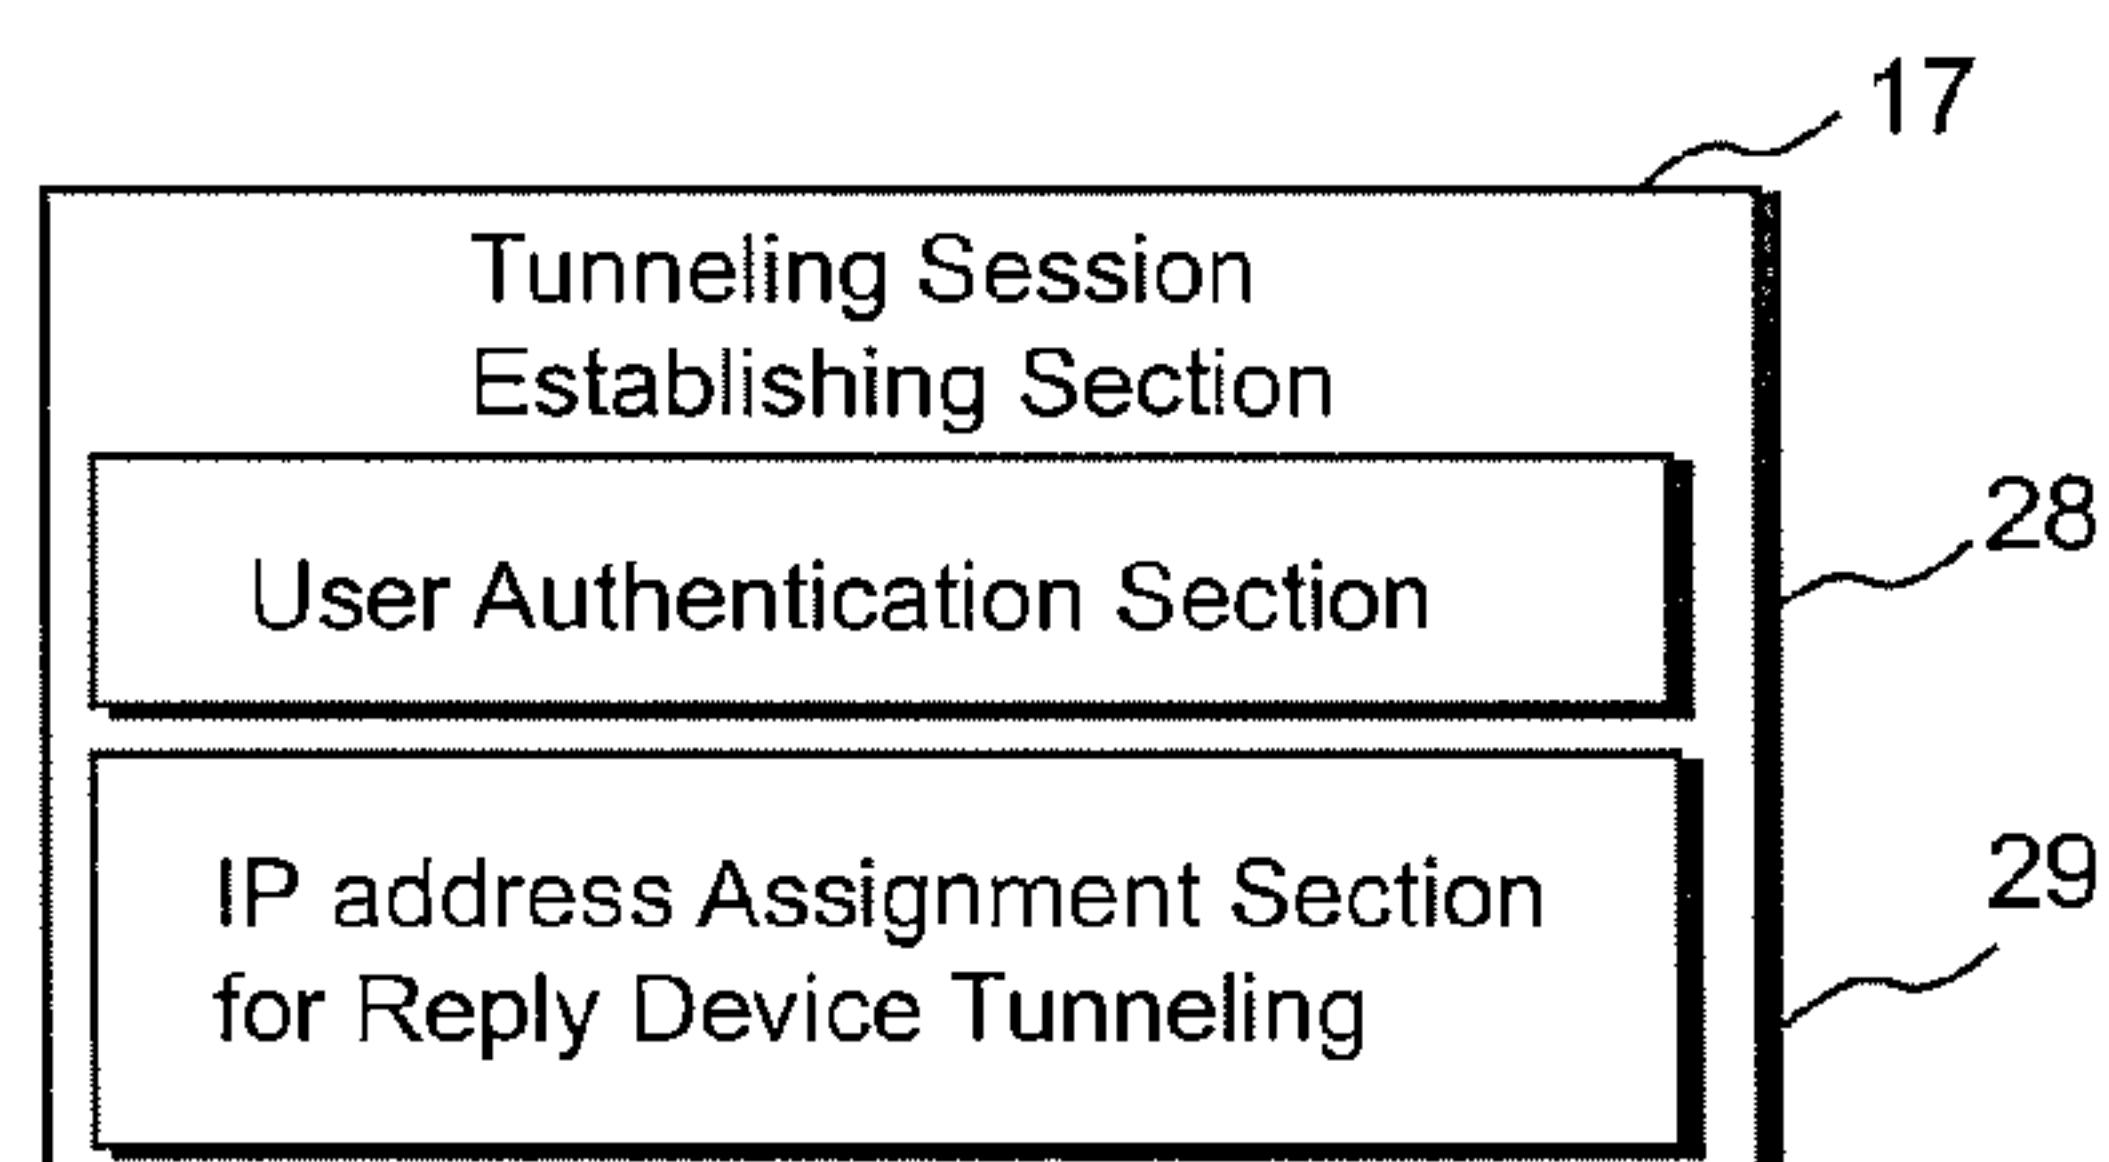 17
Tunneling Session
Establishing Section
28
User Authentication Section
29
IP address Assignment Section
for Reply Device Tunneling